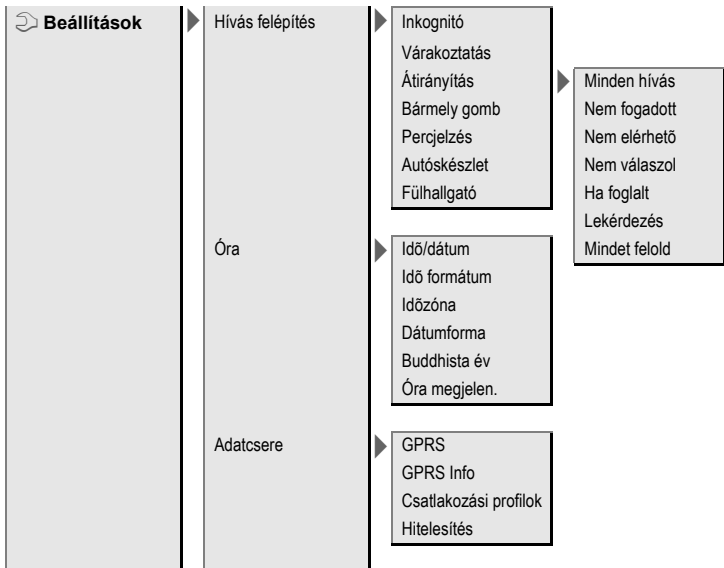 Beállítások
Hívás felépítés
Inkognitó
Várakoztatás
Átirányítás
Minden hívás
Nem fogadott
Nem elérhetõ
Nem válaszol
Ha foglalt
Lekérdezés
Mindet felold
Bármely gomb
Percjelzés
Autóskészlet
Fülhallgató
Óra
Idõ/dátum
Idõ formátum
Idõzóna
Dátumforma
Buddhista év
Óra megjelen.
Adatcsere
GPRS
GPRS Info
Csatlakozási profilok
Hitelesítés